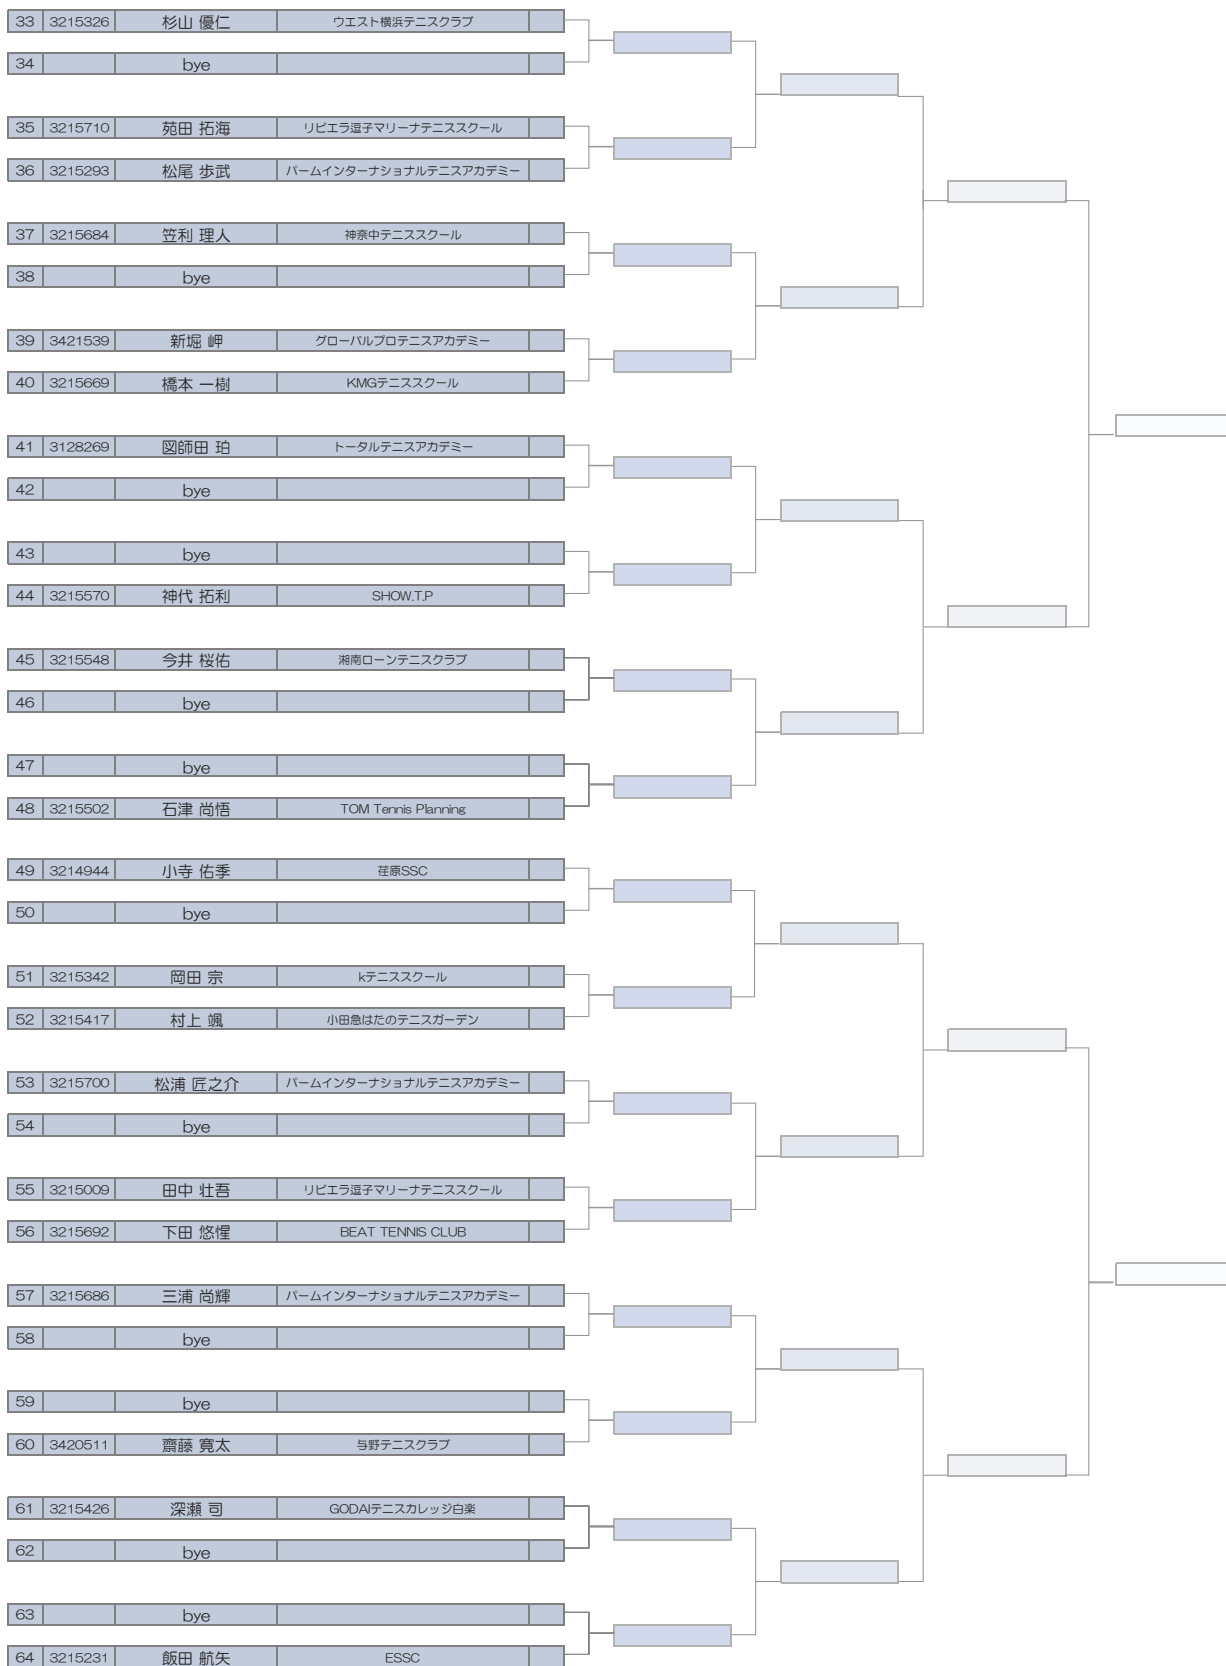 33 3215326 杉山 優仁 ウエスト横浜テニスクラブ
34 bye
35 3215710 苑田 拓海 リビエラ逗子マリーナテニススクール
36 3215293 松尾 歩武 パームインターナショナルテニスアカデミー
37 3215684 笠利 理人 神奈中テニススクール
38 bye
39 3421539 新堀 岬 グローバルプロテニスアカデミー
40 3215669 橋本 一樹 KMGテニススクール
41 3128269 図師田 珀 トータルテニスアカデミー
42 bye
43 bye
44 3215570 神代 拓利 SHOW.T.P
45 3215548 今井 桜佑 湘南ローンテニスクラブ
46 bye
47 bye
48 3215502 石津 尚悟 TOM Tennis Planning
49 3214944 小寺 佑季 荏原SSC
50 bye
51 3215342 岡田 宗 kテニススクール
52 3215417 村上 颯 小田急はたのテニスガーデン
53 3215700 松浦 匠之介 パームインターナショナルテニスアカデミー
54 bye
55 3215009 田中 壮吾 リビエラ逗子マリーナテニススクール
56 3215692 下田 悠惺 BEAT TENNIS CLUB
57 3215686 三浦 尚輝 パームインターナショナルテニスアカデミー
58 bye
59 bye
60 3420511 齋藤 寛太 与野テニスクラブ
61 3215426 深瀬 司 GODAIテニスカレッジ白楽
62 bye
63 bye
64 3215231 飯田 航矢 ESSC